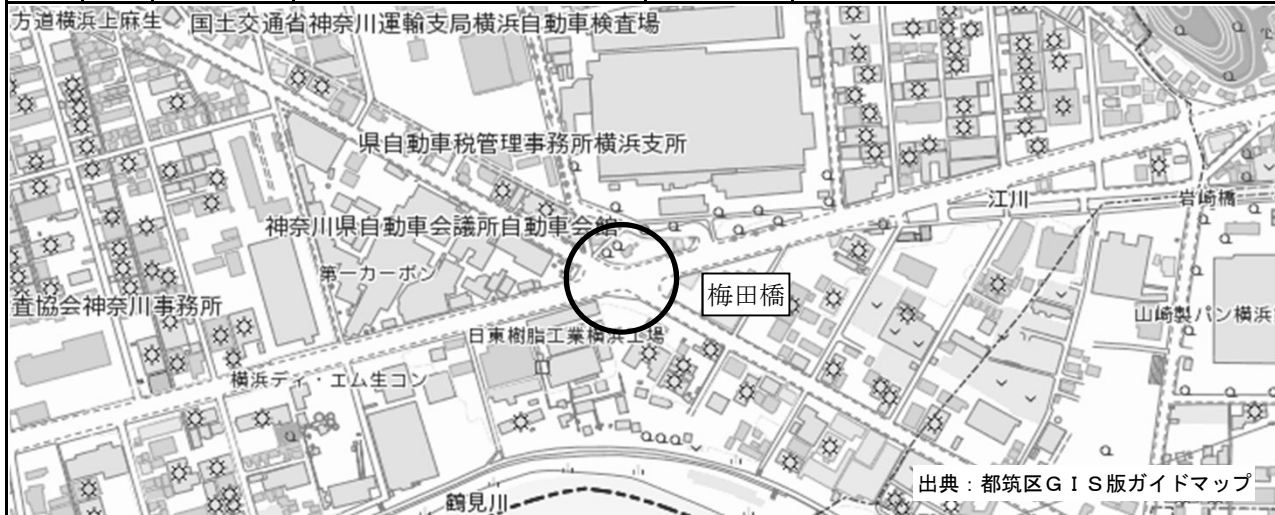 方道横浜上麻生
国土交通省神奈川運輸支局横浜自動車検査場
県自動車税管理事務所横浜支所
江川
岩崎橋
神奈川県自動車会議所自動車会館
第一カーボン
梅田橋
査協会神奈川事務所
山崎製パン横浜
日東樹脂工業横浜工場
横浜ディ・エム生コン
出典：都筑区ＧＩＳ版ガイドマップ
鶴見川